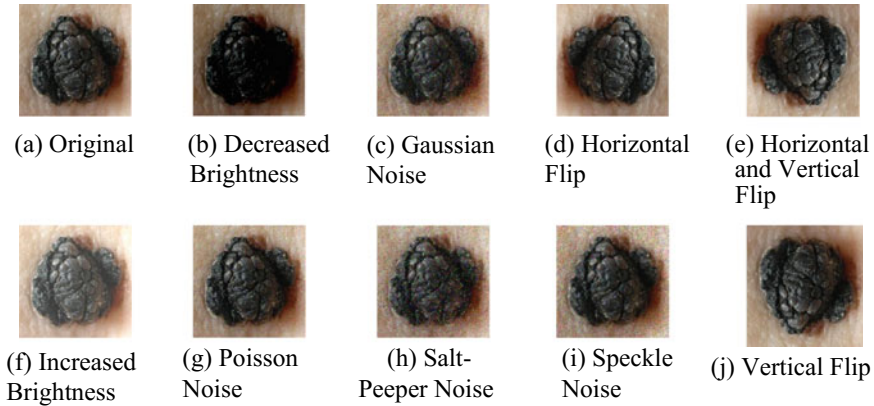 (a) Original
(b) Decreased
Brightness
(c) Gaussian
Noise
(d) Horizontal
Flip
(e) Horizontal
and Vertical
Flip
(f) Increased
Brightness
(g) Poisson
Noise
(h) Salt-
Peeper Noise
(i) Speckle
Noise
(j) Vertical Flip